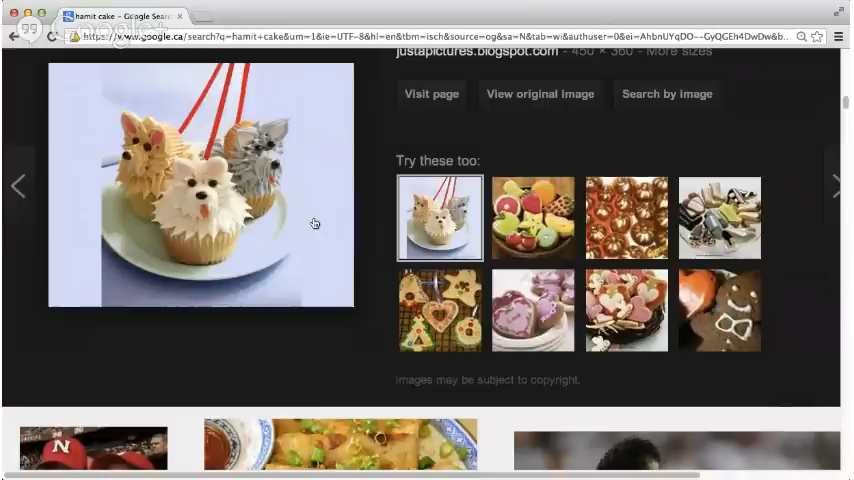 hamit cake – Google Sear
Google+
https://www.google.ca/search?q=hamit+cake&um=1&ie=UTF-8&hl=en&tbm=isch&source=og&sa=N&tab=wi&authuser=0&ei=AhbnUYqDO--GyQGEh4DwDw&b...
justapictures.blogspot.com - 450 × 360 - More sizes
Visit page
View original image
Search by image
Try these too:
Images may be subject to copyright.
N